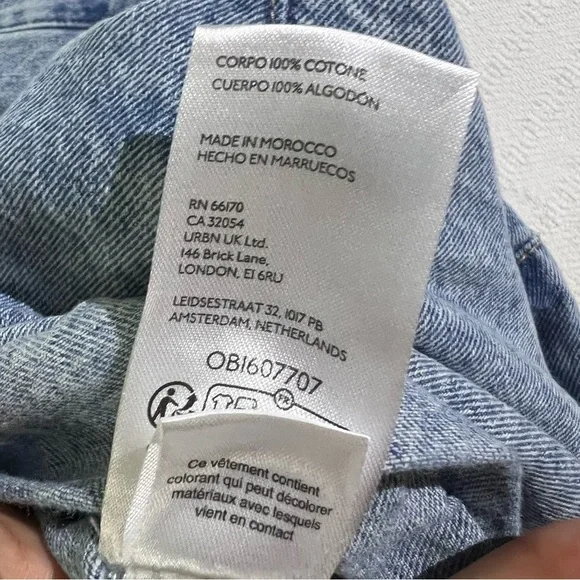 CORPO 100% COTONE
CUERPO 100% ALGODÓN
MADE IN MOROCCO
HECHO EN MARRUECOS
RN 66170
CA 32054
URBN UK Ltd.
146 Brick Lane,
LONDON, E1 6RU
LEIDSESTRAAT 32, 1017 PB
AMSTERDAM, NETHERLANDS
OB1607707
FR
Ce vêtement contient
colorant qui peut décolorer
matériaux avec lesquels
vient en contact